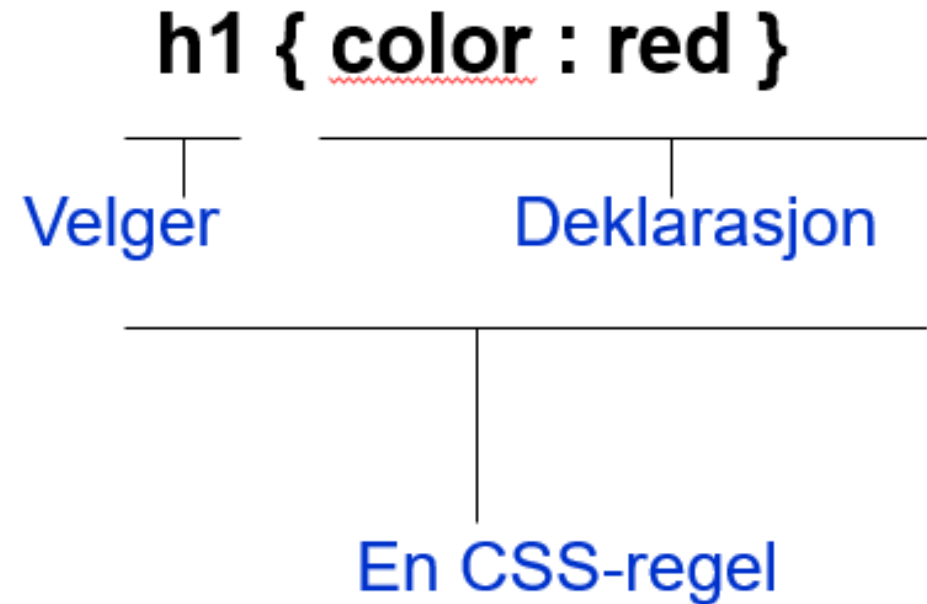 h1 { color : red }
Velger Deklarasjon
En CSS-regel